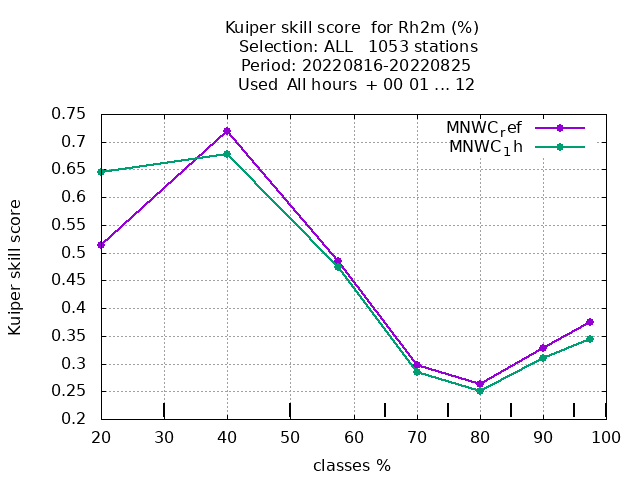 Kuiper skill score  for Rh2m (%)
Selection: ALL   1053 stations
Period: 20220816-20220825
Used  All hours  + 00 01 ... 12
MNWC_ref
MNWC_1h
0.75
0.7
0.65
0.6
0.55
0.5
0.45
0.4
0.35
0.3
0.25
0.2
Kuiper skill score
20 30 40 50 60 70 80 90 100
classes %